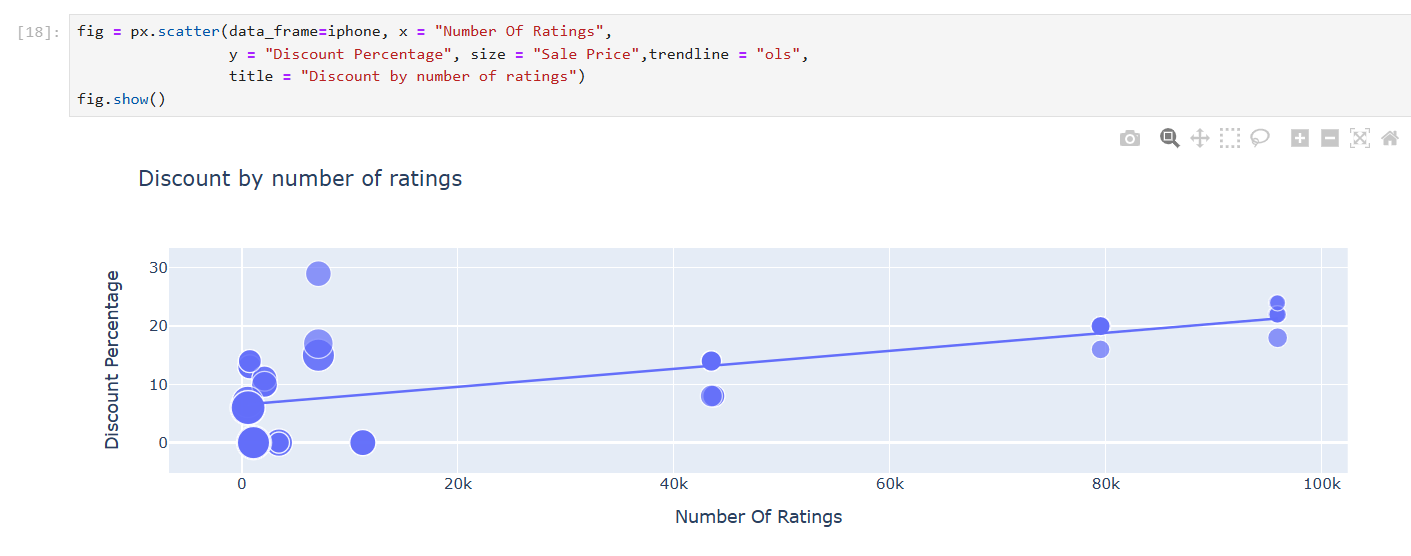 [18]: fig = px.scatter(data_frame=iphone, x = "Number Of Ratings",
y = "Discount Percentage", size = "Sale Price",trendline = "ols",
title = "Discount by number of ratings")
fig.show()
Discount by number of ratings
Discount Percentage
30
20
10
0
0 20k 40k 60k 80k 100k
Number Of Ratings